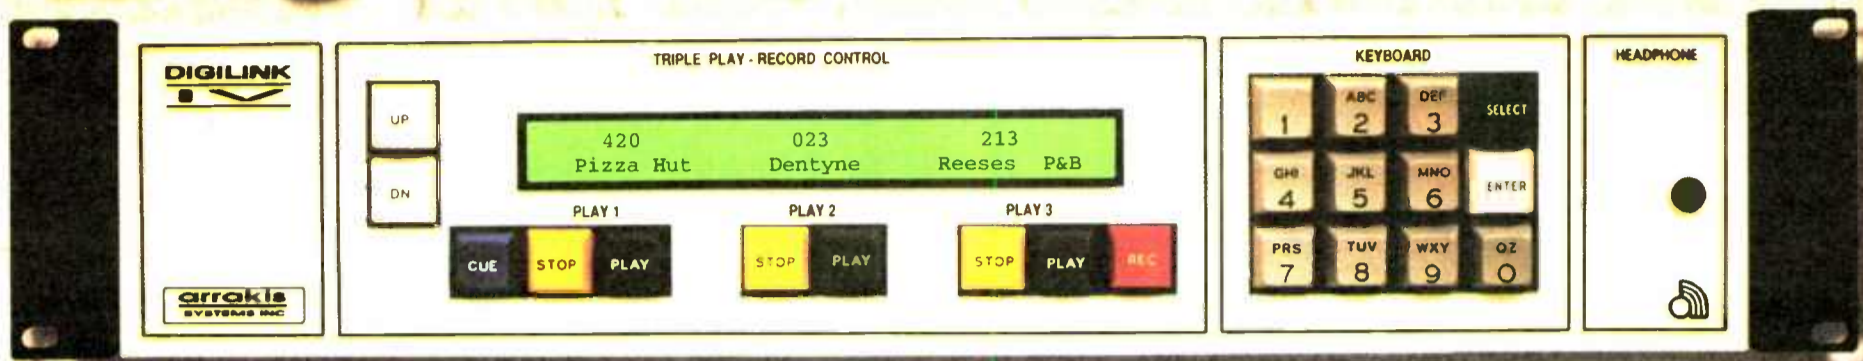 DIGILINK
IV
arrakis
SYSTEMS INC
TRIPLE PLAY - RECORD CONTROL
UP
DN
420 023 213
Pizza Hut Dentyne Reeses P&B
PLAY 1 PLAY 2 PLAY 3
CUE STOP PLAY STOP PLAY STOP PLAY REC
KEYBOARD
1 ABC 2 DEF 3 SELECT
GHI 4 JKL 5 MNO 6 ENTER
PRS 7 TUV 8 WXY 9 QZ 0
HEADPHONE